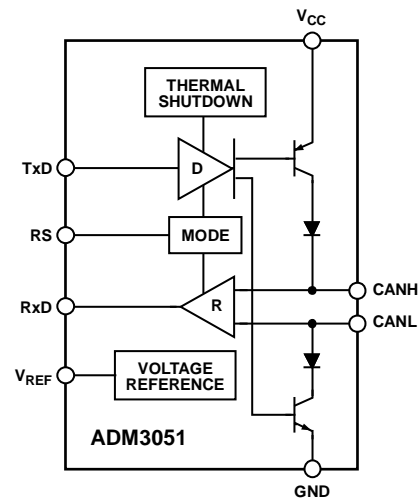 VCC
THERMAL
SHUTDOWN
TxD
D
RS
MODE
RxD
R
CANH
CANL
VREF
VOLTAGE
REFERENCE
ADM3051
GND